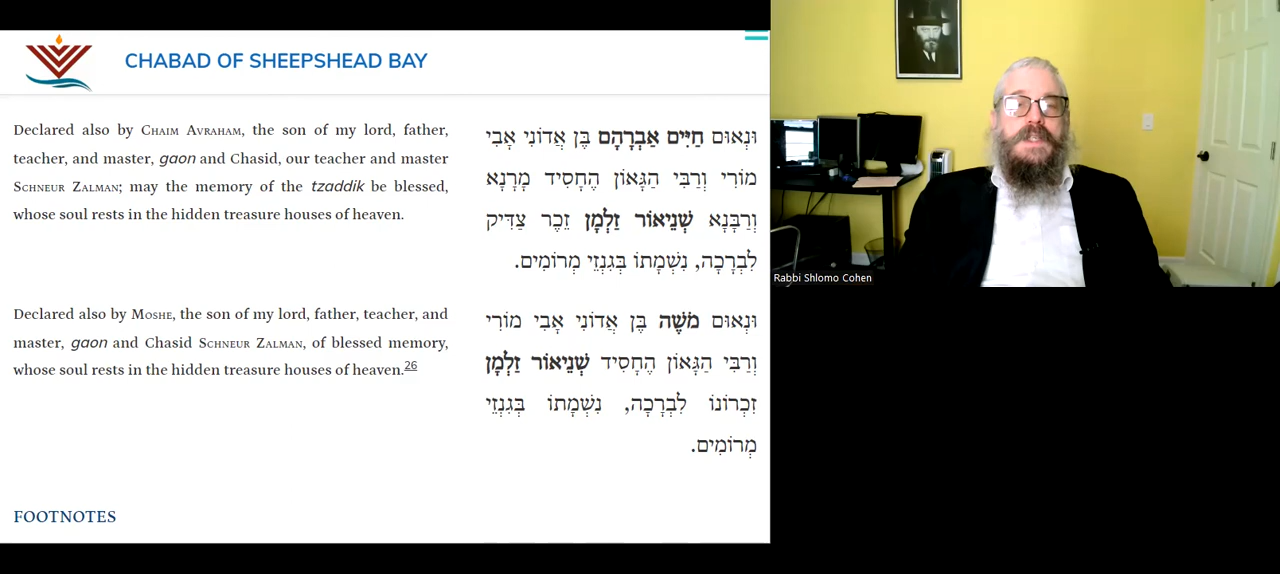 CHABAD OF SHEEPSHEAD BAY
Declared also by CHAIM AVRAHAM, the son of my lord, father,
teacher, and master, gaon and Chasid, our teacher and master
SCHNEUR ZALMAN; may the memory of the tzaddik be blessed,
whose soul rests in the hidden treasure houses of heaven.
וּנְאוּם חַיִּים אַבְרָהָם בֶּן אֲדוֹנִי אָבִי
מוֹרִי וְרַבִּי הַגָּאוֹן הֶחָסִיד מָרָנָא
וְרַבָּנָא שְׁנֵיאוֹר זַלְמָן זֵכֶר צַדִּיק
לִבְרָכָה, נִשְׁמָתוֹ בְּגִנְזֵי מְרוֹמִים.
Declared also by MOSHE, the son of my lord, father, teacher, and
master, gaon and Chasid SCHNEUR ZALMAN, of blessed memory,
whose soul rests in the hidden treasure houses of heaven.26
וּנְאוּם מֹשֶׁה בֶּן אֲדוֹנִי אָבִי מוֹרִי
וְרַבִּי הַגָּאוֹן הֶחָסִיד שְׁנֵיאוֹר זַלְמָן
זִכְרוֹנוֹ לִבְרָכָה, נִשְׁמָתוֹ בְּגִנְזֵי
מְרוֹמִים.
FOOTNOTES
Rabbi Shlomo Cohen